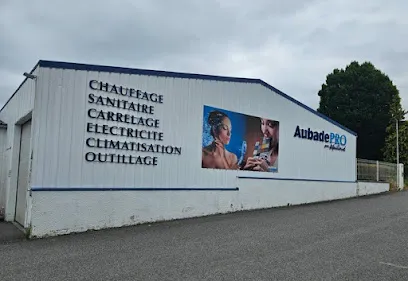 CHAUFFAGE
SANITAIRE
CARRELAGE
ELECTRICITE
CLIMATISATION
OUTILLAGE
AubadePRO